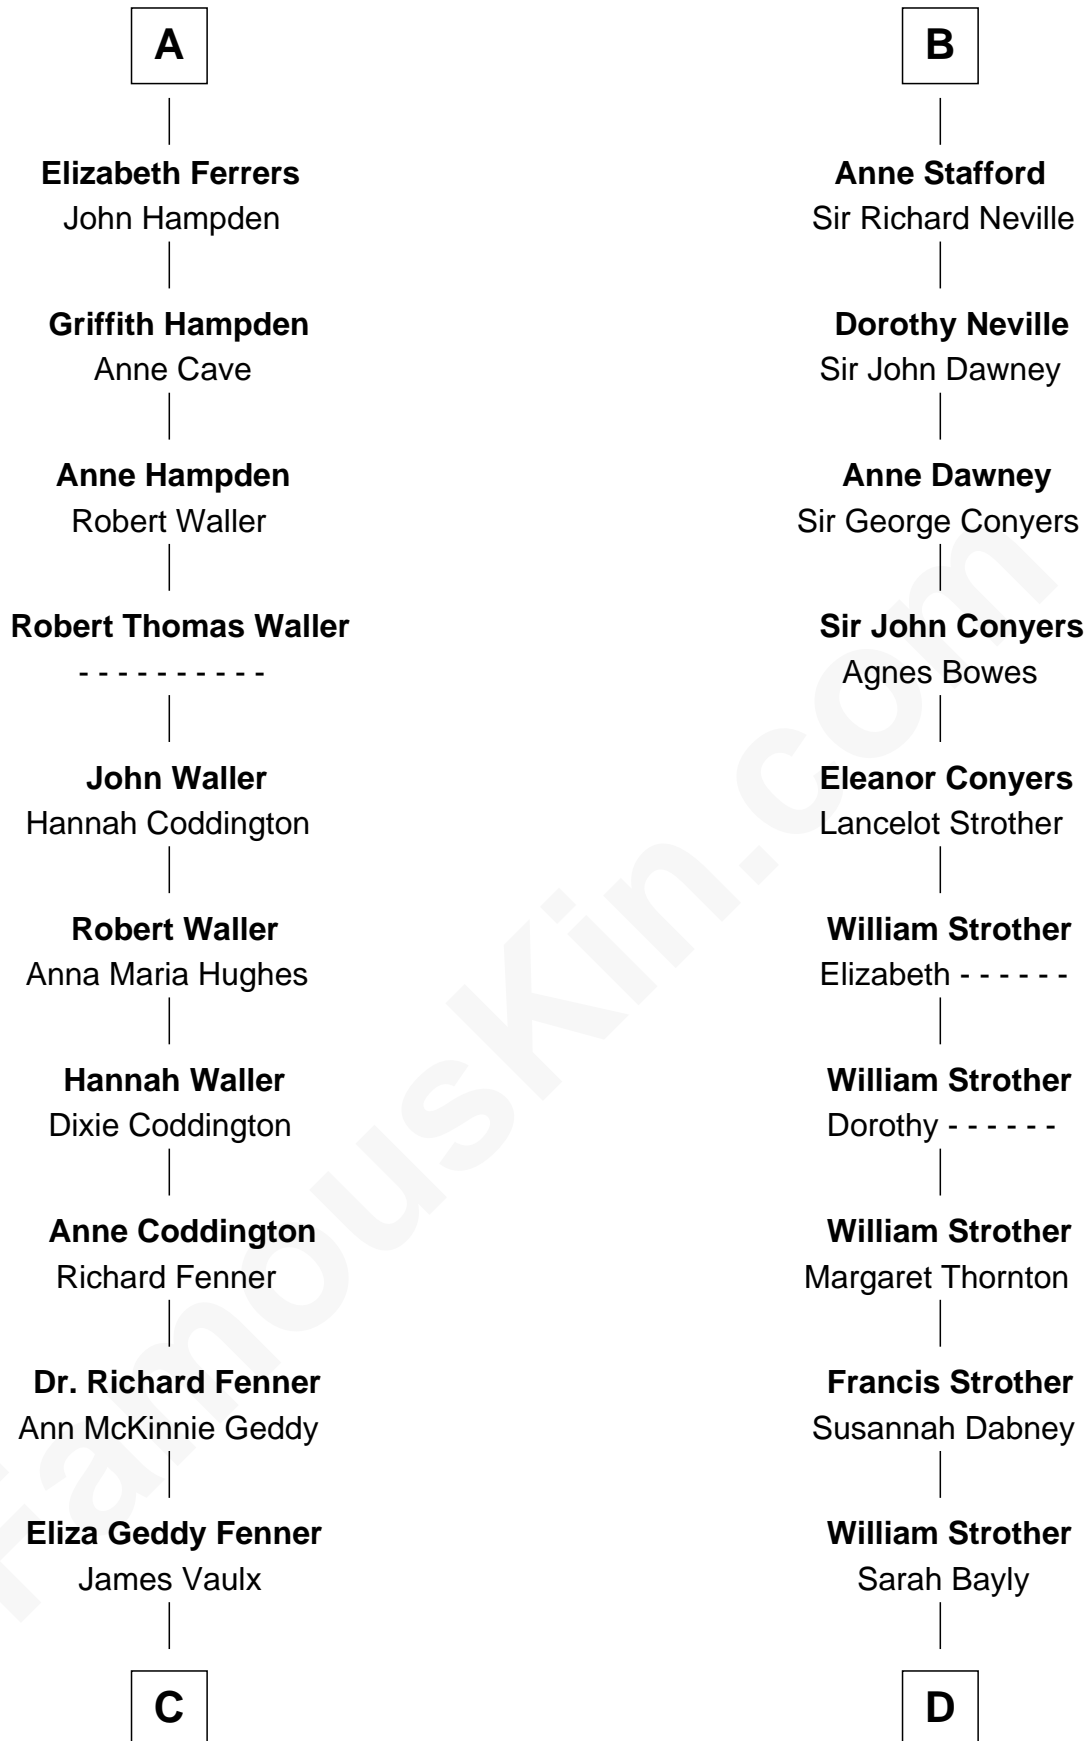 A
Elizabeth Ferrers
John Hampden
Griffith Hampden
Anne Cave
Anne Hampden
Robert Waller
Robert Thomas Waller
- - - - - - - - - -
John Waller
Hannah Coddington
Robert Waller
Anna Maria Hughes
Hannah Waller
Dixie Coddington
Anne Coddington
Richard Fenner
Dr. Richard Fenner
Ann McKinnie Geddy
Eliza Geddy Fenner
James Vaulx
C
B
Anne Stafford
Sir Richard Neville
Dorothy Neville
Sir John Dawney
Anne Dawney
Sir George Conyers
Sir John Conyers
Agnes Bowes
Eleanor Conyers
Lancelot Strother
William Strother
Elizabeth - - - - - -
William Strother
Dorothy - - - - - -
William Strother
Margaret Thornton
Francis Strother
Susannah Dabney
William Strother
Sarah Bayly
D
FamousKin.com